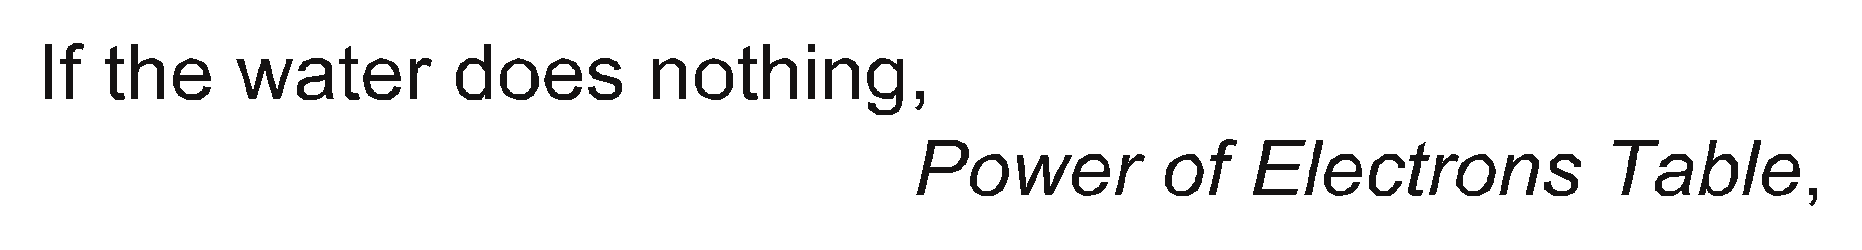 If the water does nothing,
Power of Electrons Table,